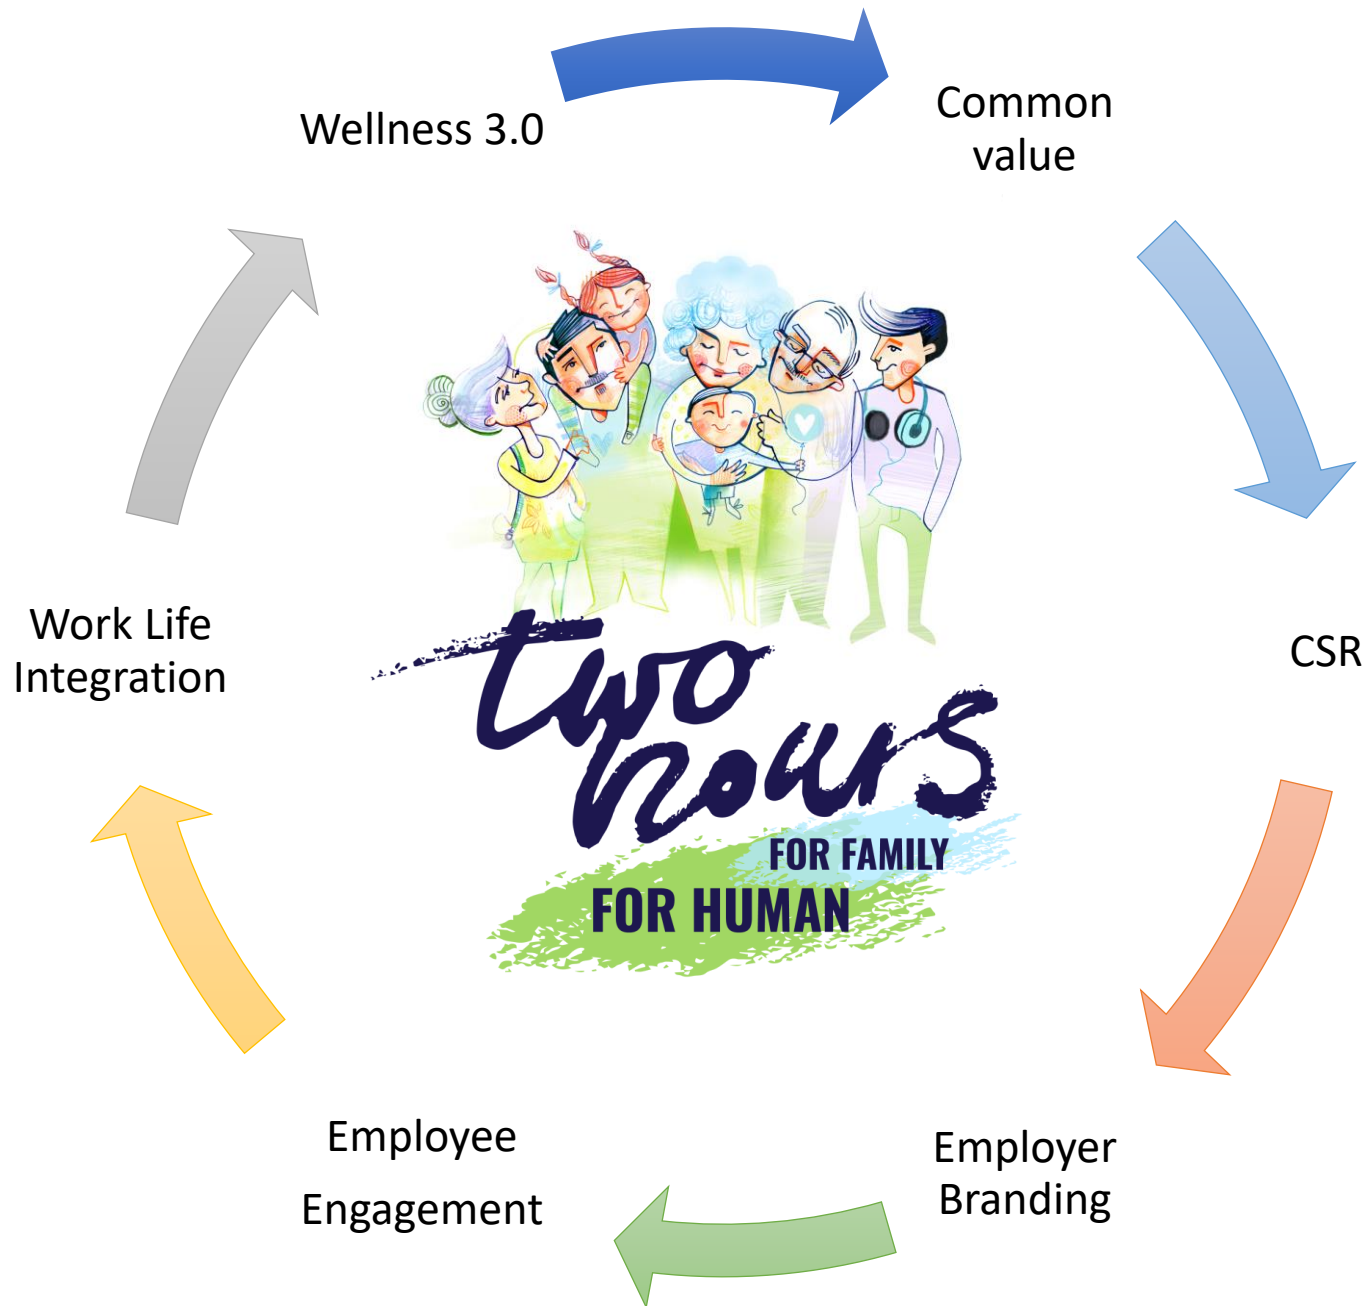 Wellness 3.0
Common
value
CSR
Employer
Branding
Employee
Engagement
Work Life
Integration
two
hours
FOR FAMILY
FOR HUMAN